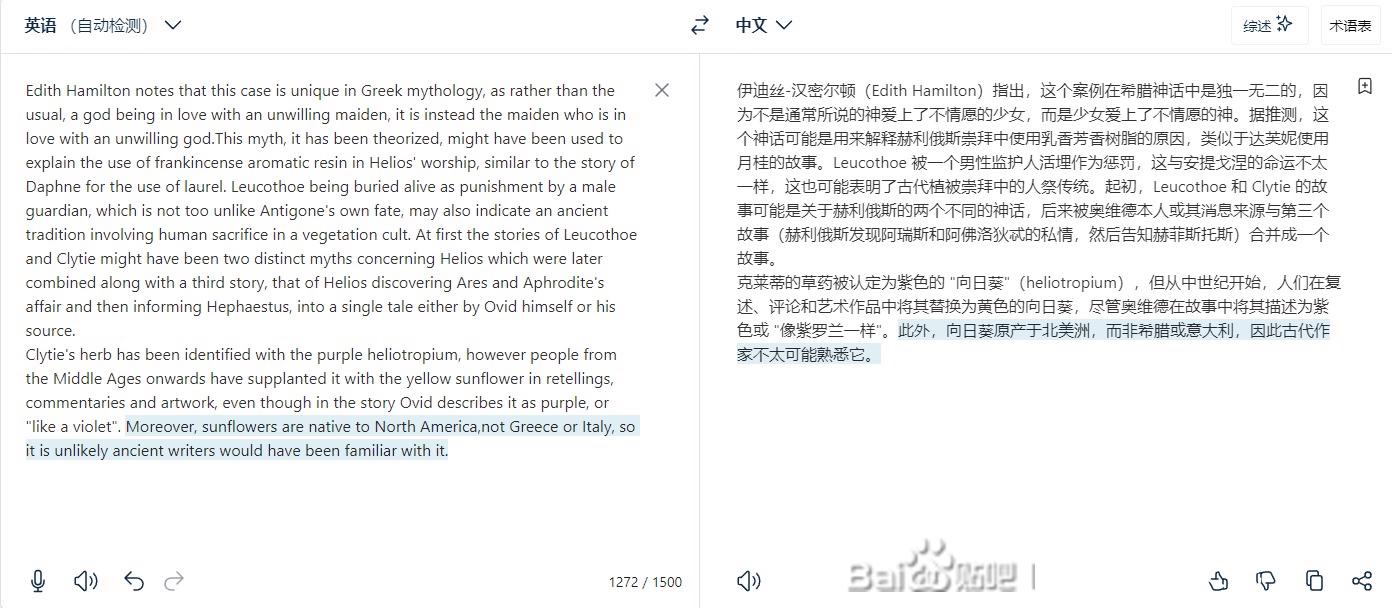 英语 （自动检测）
中文
综述
术语表
Edith Hamilton notes that this case is unique in Greek mythology, as rather than the
usual, a god being in love with an unwilling maiden, it is instead the maiden who is in
love with an unwilling god.This myth, it has been theorized, might have been used to
explain the use of frankincense aromatic resin in Helios' worship, similar to the story of
Daphne for the use of laurel. Leucothoe being buried alive as punishment by a male
guardian, which is not too unlike Antigone's own fate, may also indicate an ancient
tradition involving human sacrifice in a vegetation cult. At first the stories of Leucothoe
and Clytie might have been two distinct myths concerning Helios which were later
combined along with a third story, that of Helios discovering Ares and Aphrodite's
affair and then informing Hephaestus, into a single tale either by Ovid himself or his
source.
Clytie's herb has been identified with the purple heliotropium, however people from
the Middle Ages onwards have supplanted it with the yellow sunflower in retellings,
commentaries and artwork, even though in the story Ovid describes it as purple, or
"like a violet". Moreover, sunflowers are native to North America,not Greece or Italy, so
it is unlikely ancient writers would have been familiar with it.
1272 / 1500
伊迪丝-汉密尔顿（Edith Hamilton）指出，这个案例在希腊神话中是独一无二的，因
为不是通常所说的神爱上了不情愿的少女，而是少女爱上了不情愿的神。据推测，这
个神话可能是用来解释赫利俄斯崇拜中使用乳香芳香树脂的原因，类似于达芙妮使用
月桂的故事。Leucothoe 被一个男性监护人活埋作为惩罚，这与安提戈涅的命运不太
一样，这也可能表明了古代植被崇拜中的人祭传统。起初，Leucothoe 和 Clytie 的故
事可能是关于赫利俄斯的两个不同的神话，后来被奥维德本人或其消息来源与第三个
故事（赫利俄斯发现阿瑞斯和阿佛洛狄忒的私情，然后告知赫菲斯托斯）合并成一个
故事。
克莱蒂的草药被认定为紫色的 "向日葵"（heliotropium），但从中世纪开始，人们在复
述、评论和艺术作品中将其替换为黄色的向日葵，尽管奥维德在故事中将其描述为紫
色或 "像紫罗兰一样"。此外，向日葵原产于北美洲，而非希腊或意大利，因此古代作
家不太可能熟悉它。
Bai贴吧